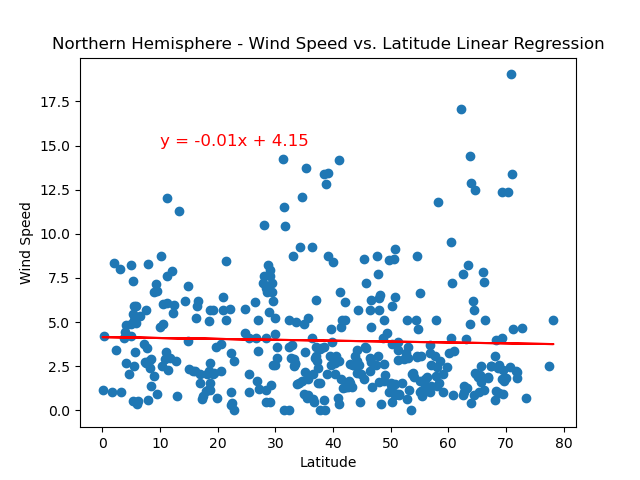 Northern Hemisphere - Wind Speed vs. Latitude Linear Regression
17.5
15.0
12.5
10.0
7.5
5.0
2.5
0.0
Wind Speed
y = -0.01x + 4.15
0 10 20 30 40 50 60 70 80
Latitude